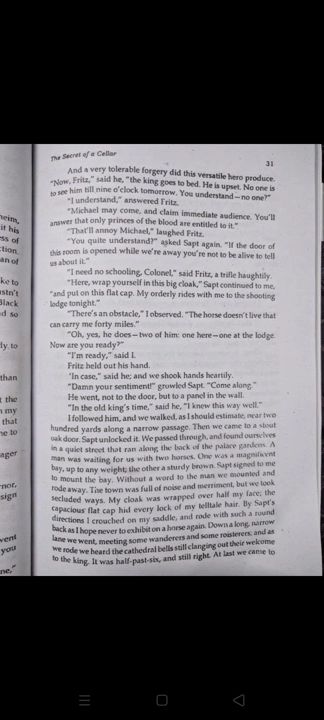 The Secret of a Cellar
31
And a very tolerable forgery did this versatile hero produce.
"Now, Fritz," said he, "the king goes to bed. He is upset. No one is
to see him till nine o'clock tomorrow. You understand—no one?"
"I understand," answered Fritz.
"Michael may come, and claim immediate audience. You'll
answer that only princes of the blood are entitled to it."
"That'll annoy Michael," laughed Fritz.
"You quite understand?" asked Sapt again. "If the door of
this room is opened while we're away you're not to be alive to tell
us about it."
"I need no schooling, Colonel," said Fritz, a trifle haughtily.
"Here, wrap yourself in this big cloak," Sapt continued to me,
"and put on this flat cap. My orderly rides with me to the shooting
lodge tonight."
"There's an obstacle," I observed. "The horse doesn't live that
can carry me forty miles."
"Oh, yes, he does—two of him: one here—one at the lodge.
Now are you ready?"
"I'm ready," said I.
Fritz held out his hand.
'In case," said he; and we shook hands heartily.
"Damn your sentiment!" growled Sapt. "Come along."
He went, not to the door, but to a panel in the wall.
"In the old king's time," said he, "I knew this way well."
I followed him, and we walked, as I should estimate, near two
hundred yards along a narrow passage. Then we came to a stout
oak door. Sapt unlocked it. We passed through, and found ourselves
in a quiet street that ran along the back of the palace gardens. A
man was waiting for us with two horses. One was a magnificent
bay, up to any weight; the other a sturdy brown. Sapt signed to me
to mount the bay. Without a word to the man we mounted and
rode away. The town was full of noise and merriment, but we took
secluded ways. My cloak was wrapped over half my face; the
capacious flat cap hid every lock of my telltale hair. By Sapt's
directions I crouched on my saddle, and rode with such a round
back as I hope never to exhibit on a horse again. Down a long, narrow
lane we went, meeting some wanderers and some roisterers; and as
we rode we heard the cathedral bells still clanging out their welcome
to the king. It was half-past-six, and still right. At last we came to